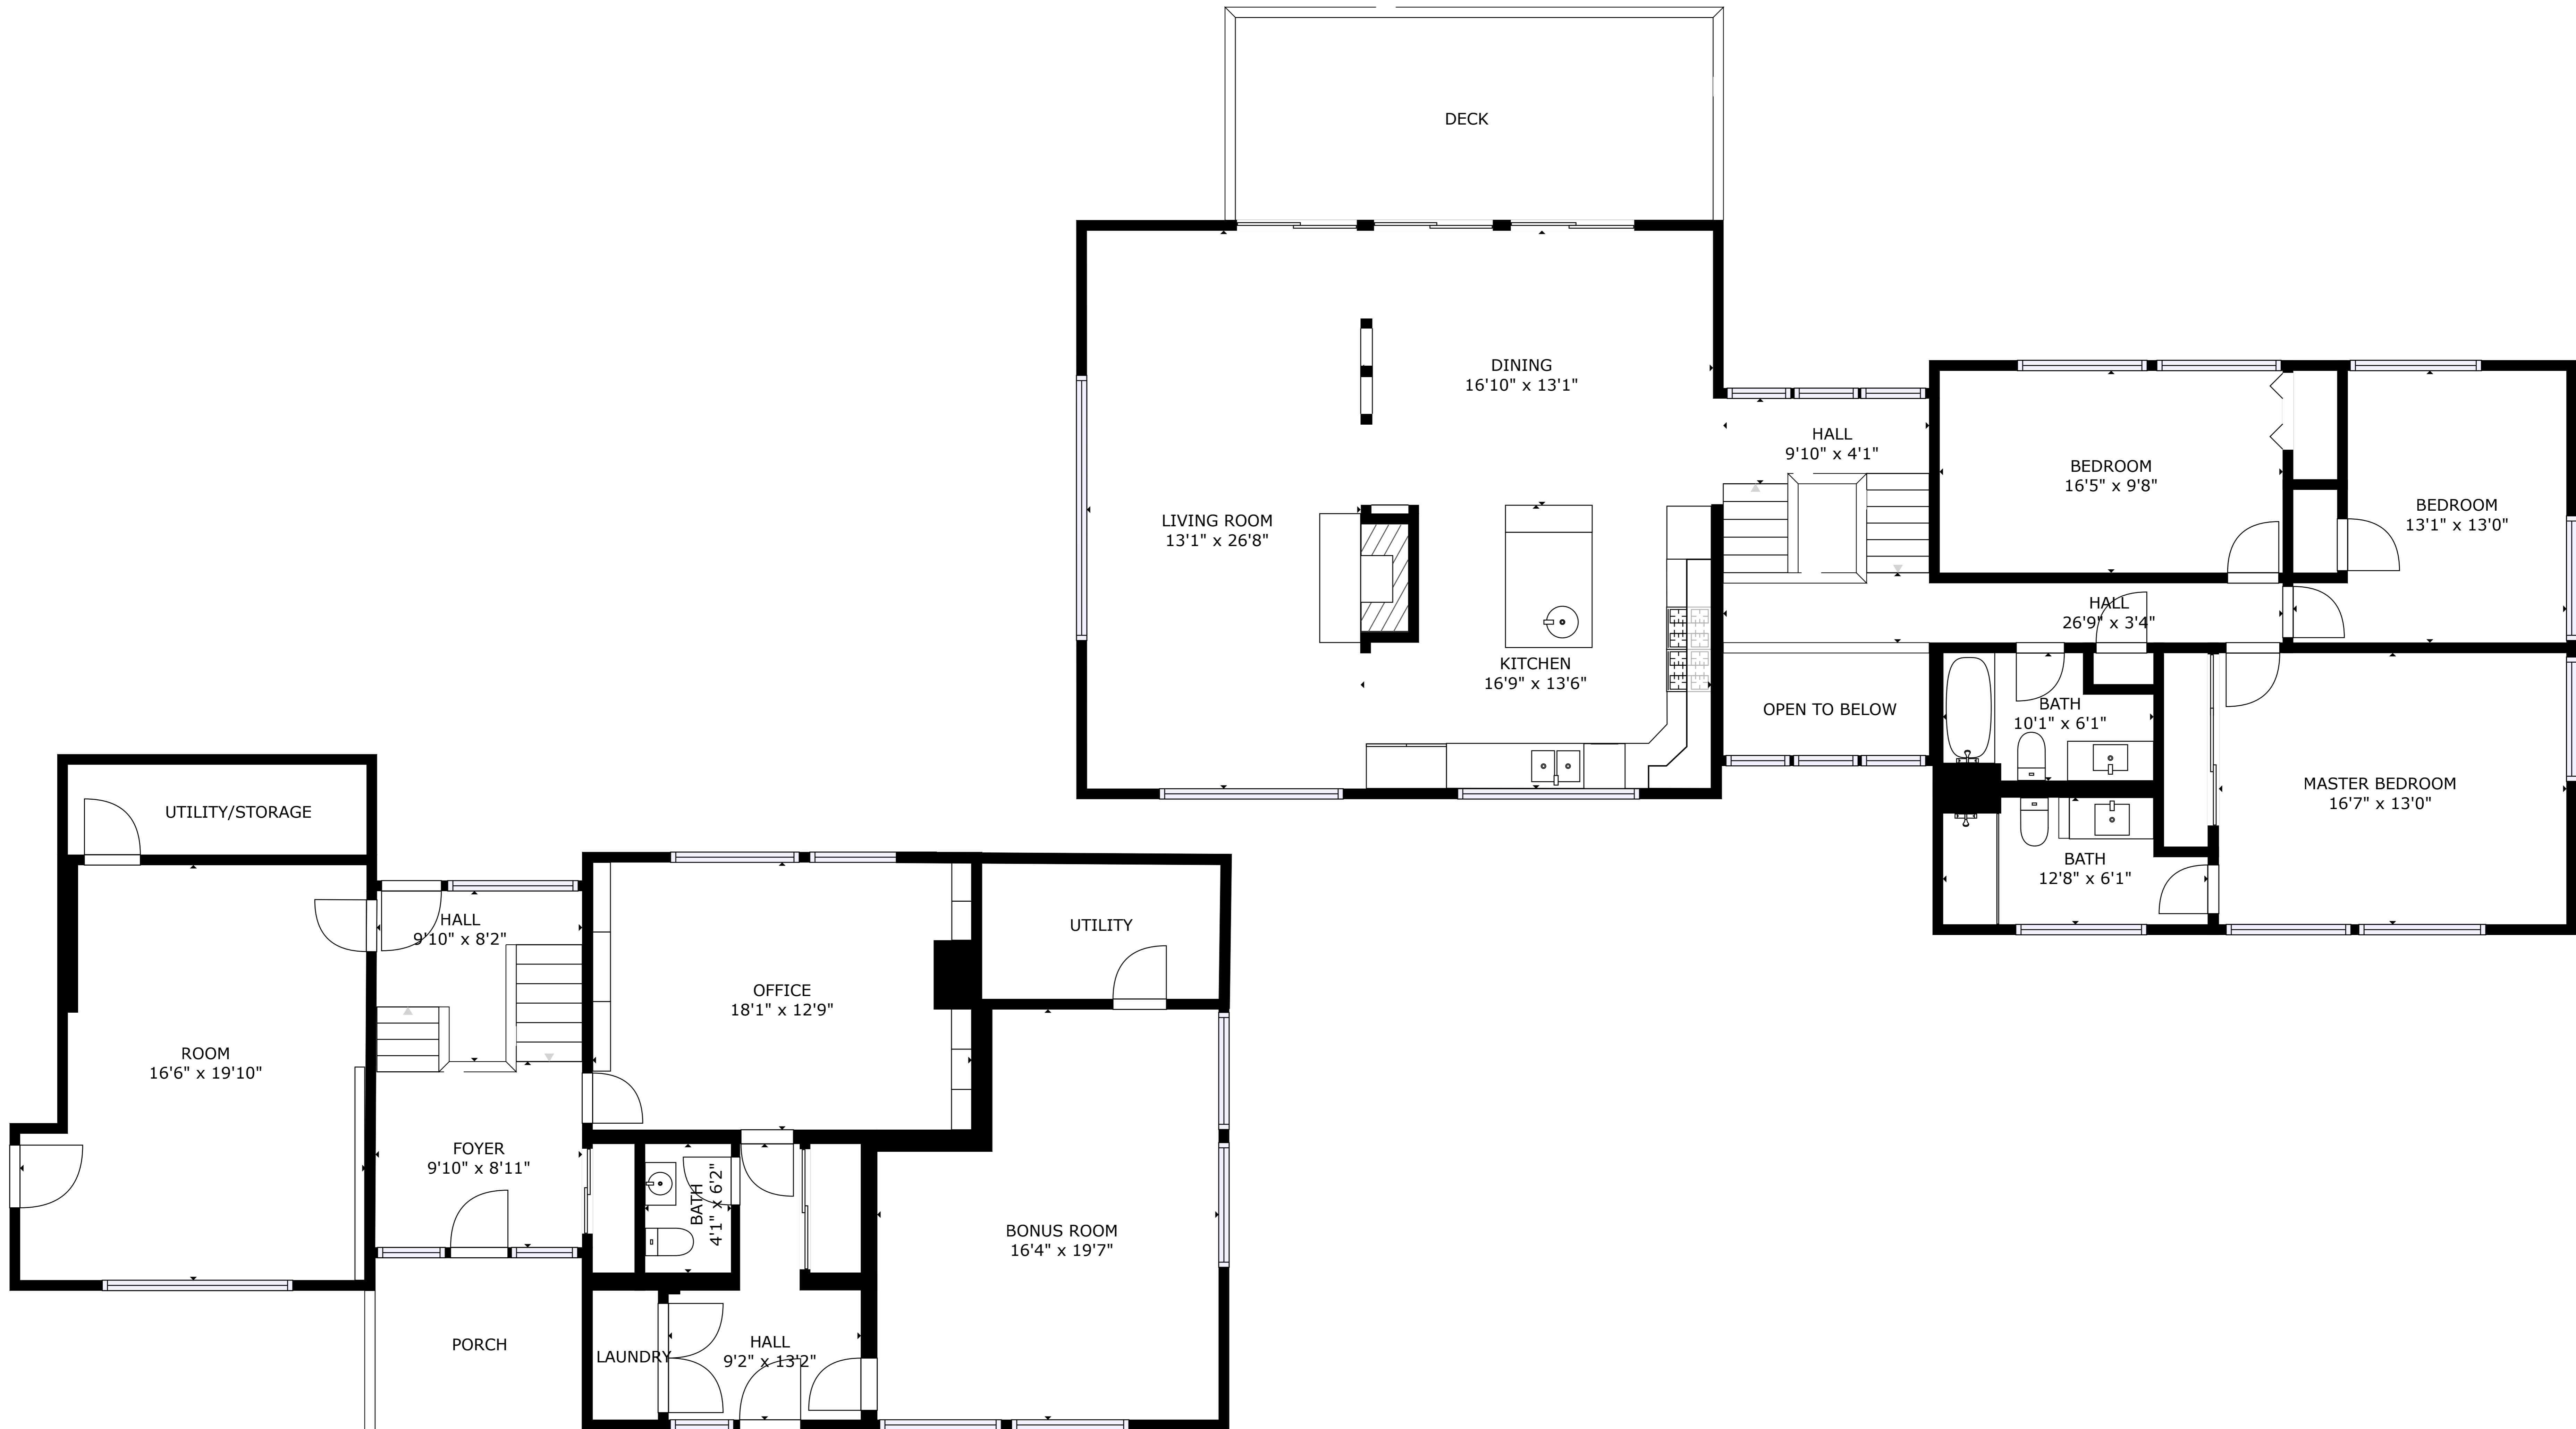 DECK
DINING
16'10" x 13'1"
HALL
9'10" x 4'1"
BEDROOM
16'5" x 9'8"
BEDROOM
13'1" x 13'0"
LIVING ROOM
13'1" x 26'8"
HALL
26'9" x 3'4"
KITCHEN
16'9" x 13'6"
OPEN TO BELOW
BATH
10'1" x 6'1"
MASTER BEDROOM
16'7" x 13'0"
BATH
12'8" x 6'1"
UTILITY/STORAGE
HALL
9'10" x 8'2"
UTILITY
OFFICE
18'1" x 12'9"
ROOM
16'6" x 19'10"
FOYER
9'10" x 8'11"
BATH
4'1" x 6'2"
BONUS ROOM
16'4" x 19'7"
PORCH
LAUNDRY
HALL
9'2" x 13'2"